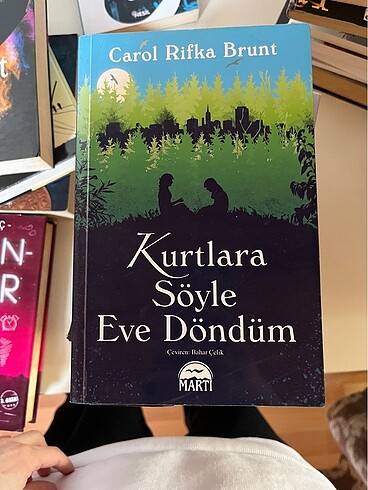 Carol Rifka Brunt
Kurtlara
Söyle
Eve Döndüm
Çeviren: Bahar Çelik
MARTI
Ç-
N-
R
t